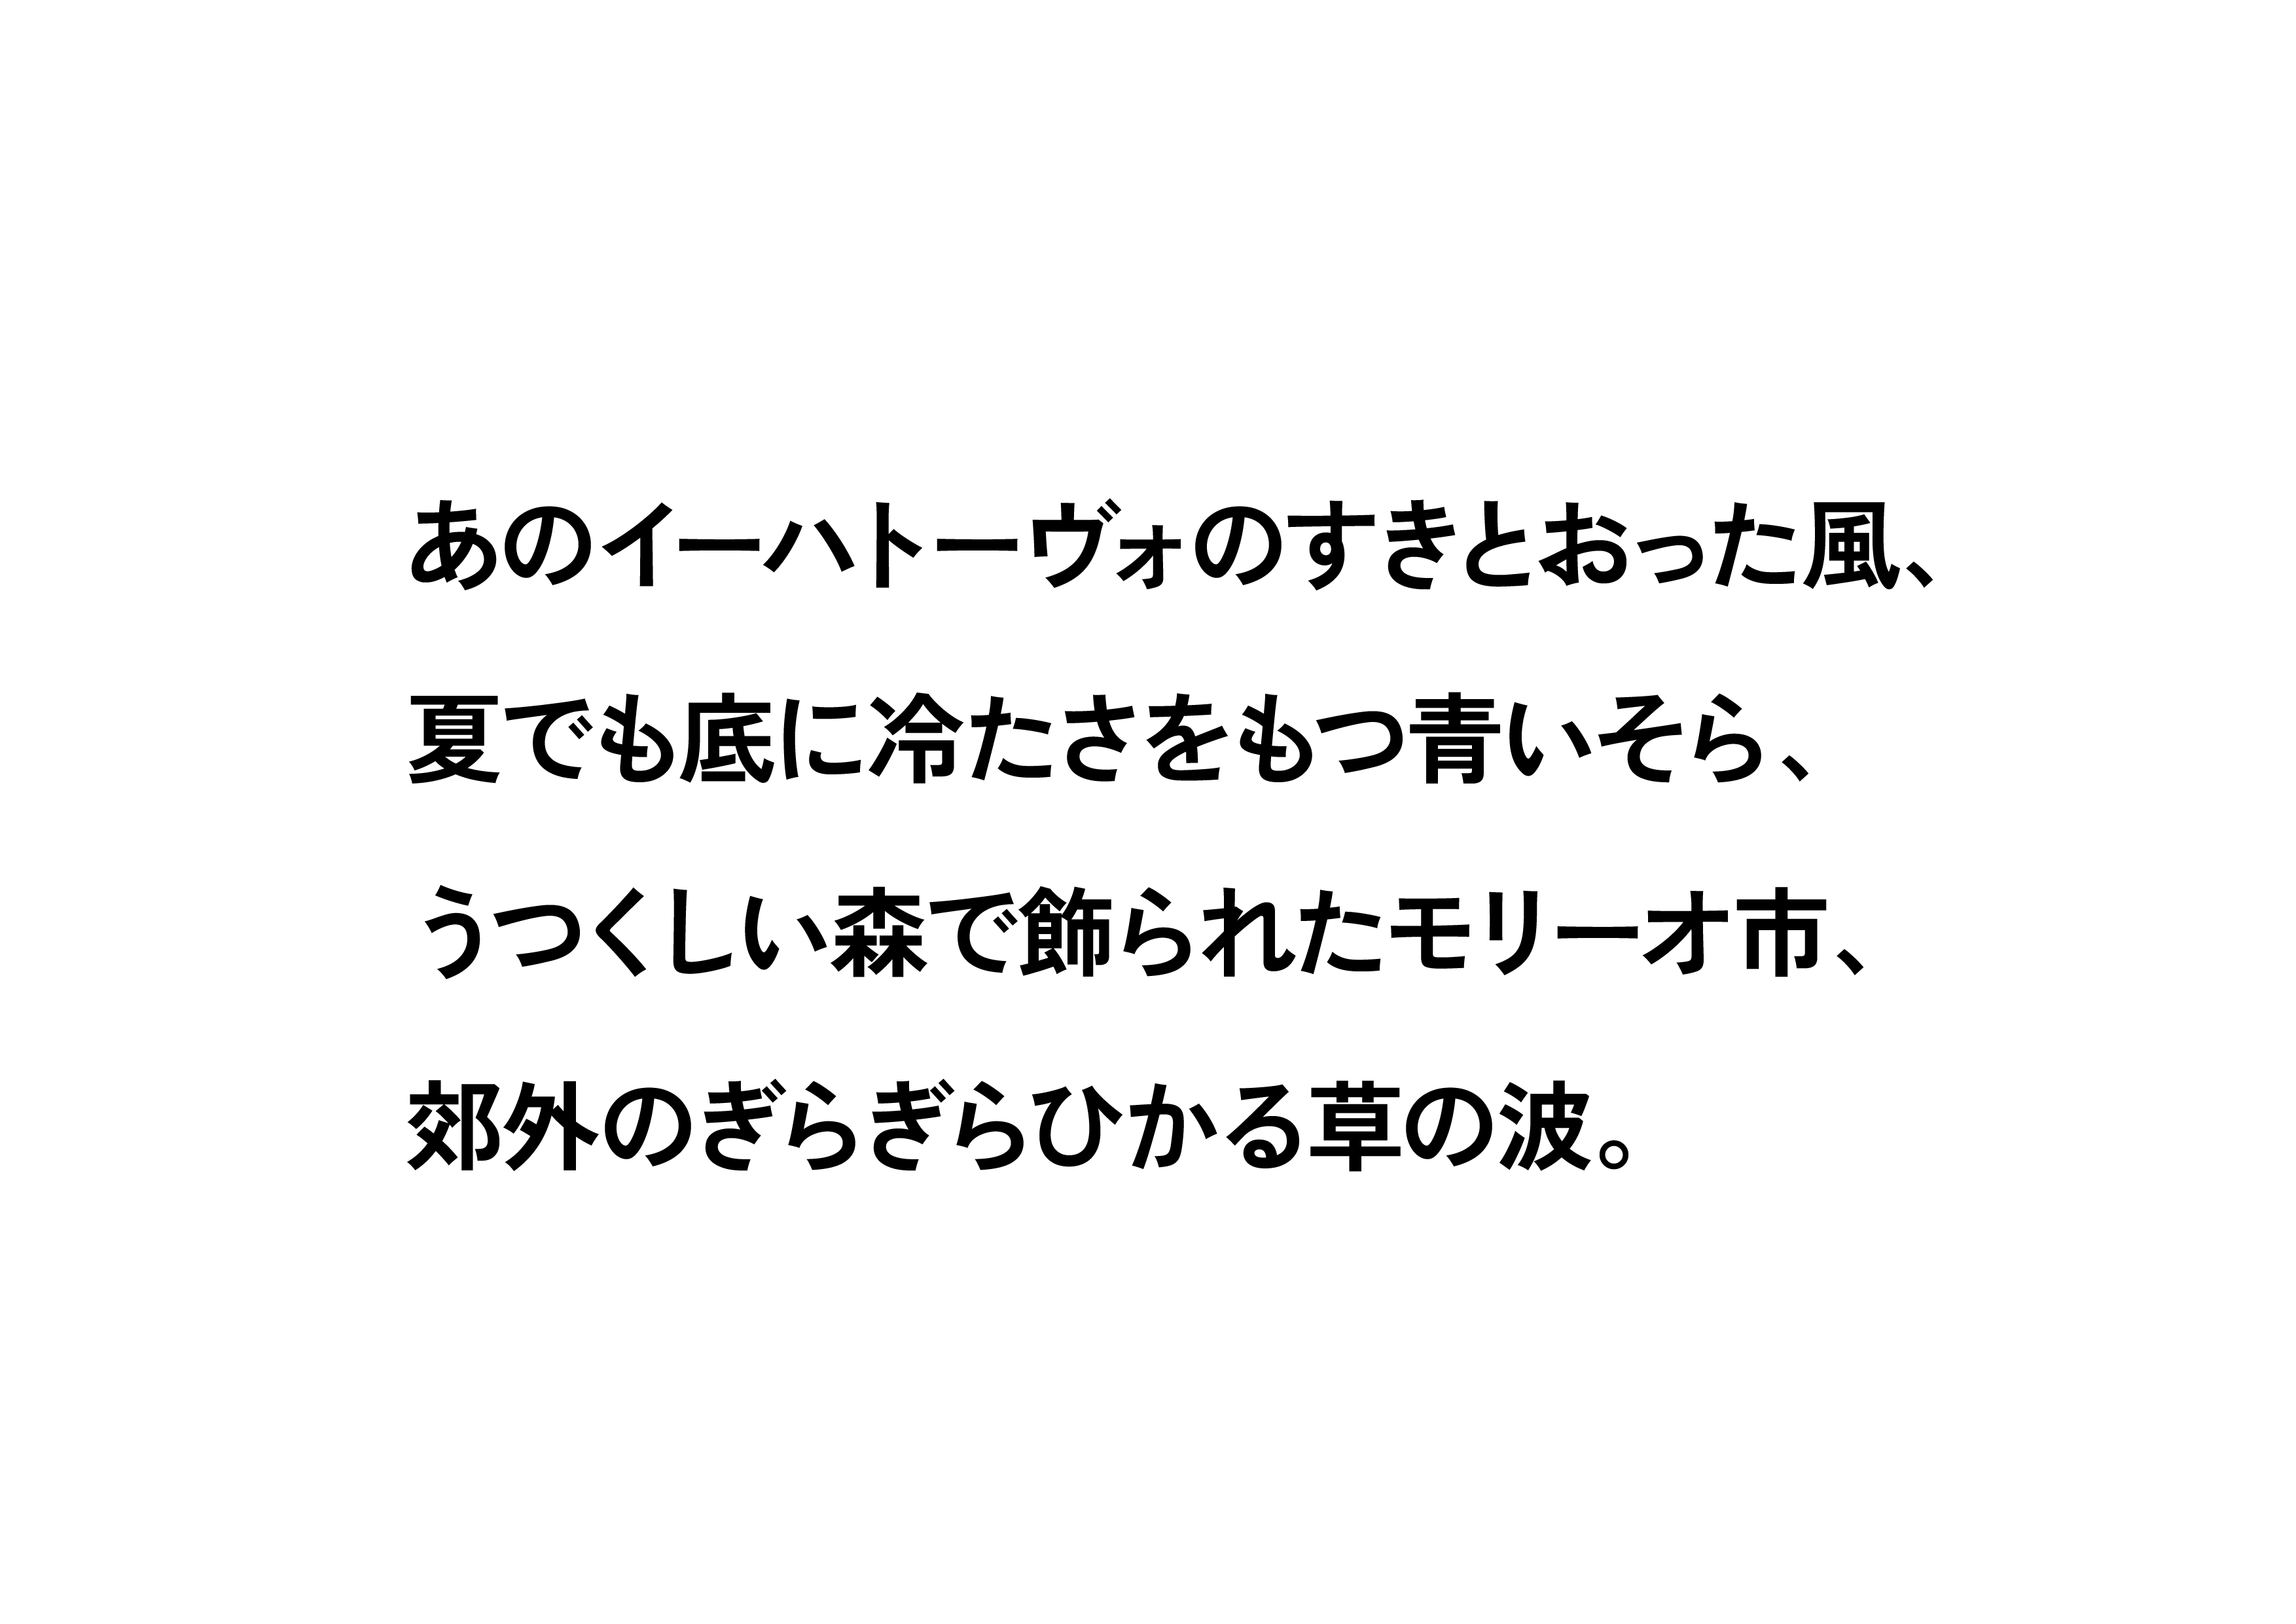 あのイーハトーヴォのすきとおった風、
夏でも底に冷たさをもつ青いそら、
うつくしい森で飾られたモリーオ市、
郊外のぎらぎらひかる草の波。